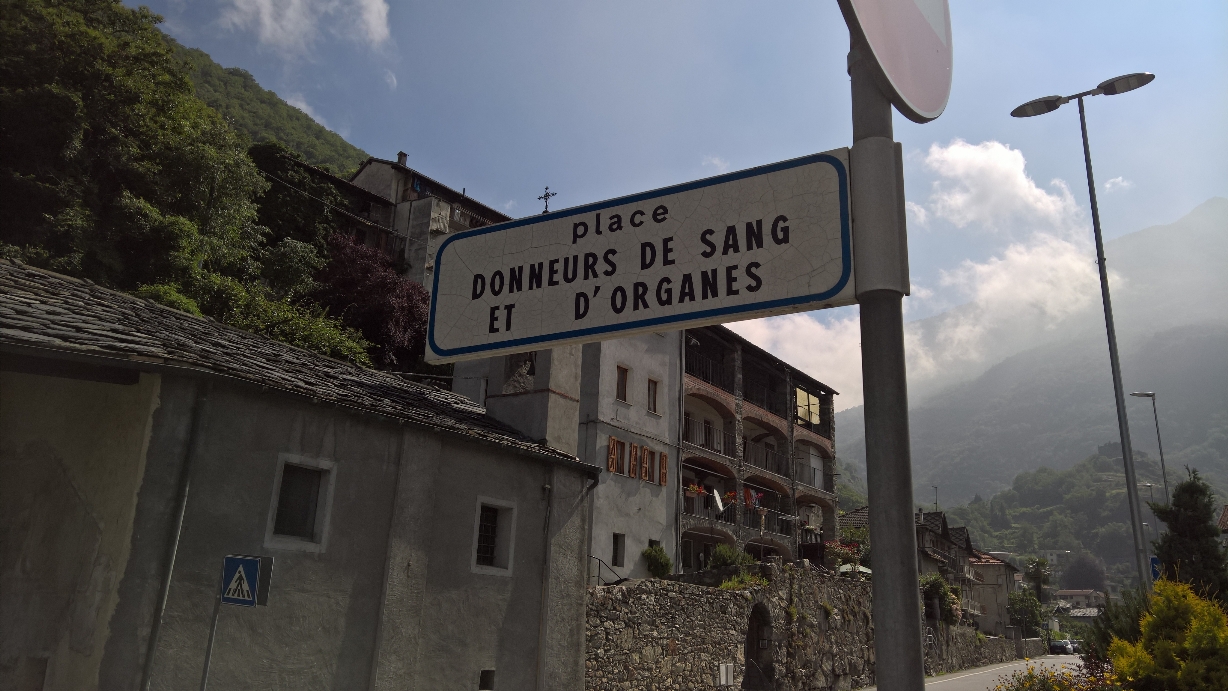 place
DONNEURS DE SANG
ET D'ORGANES